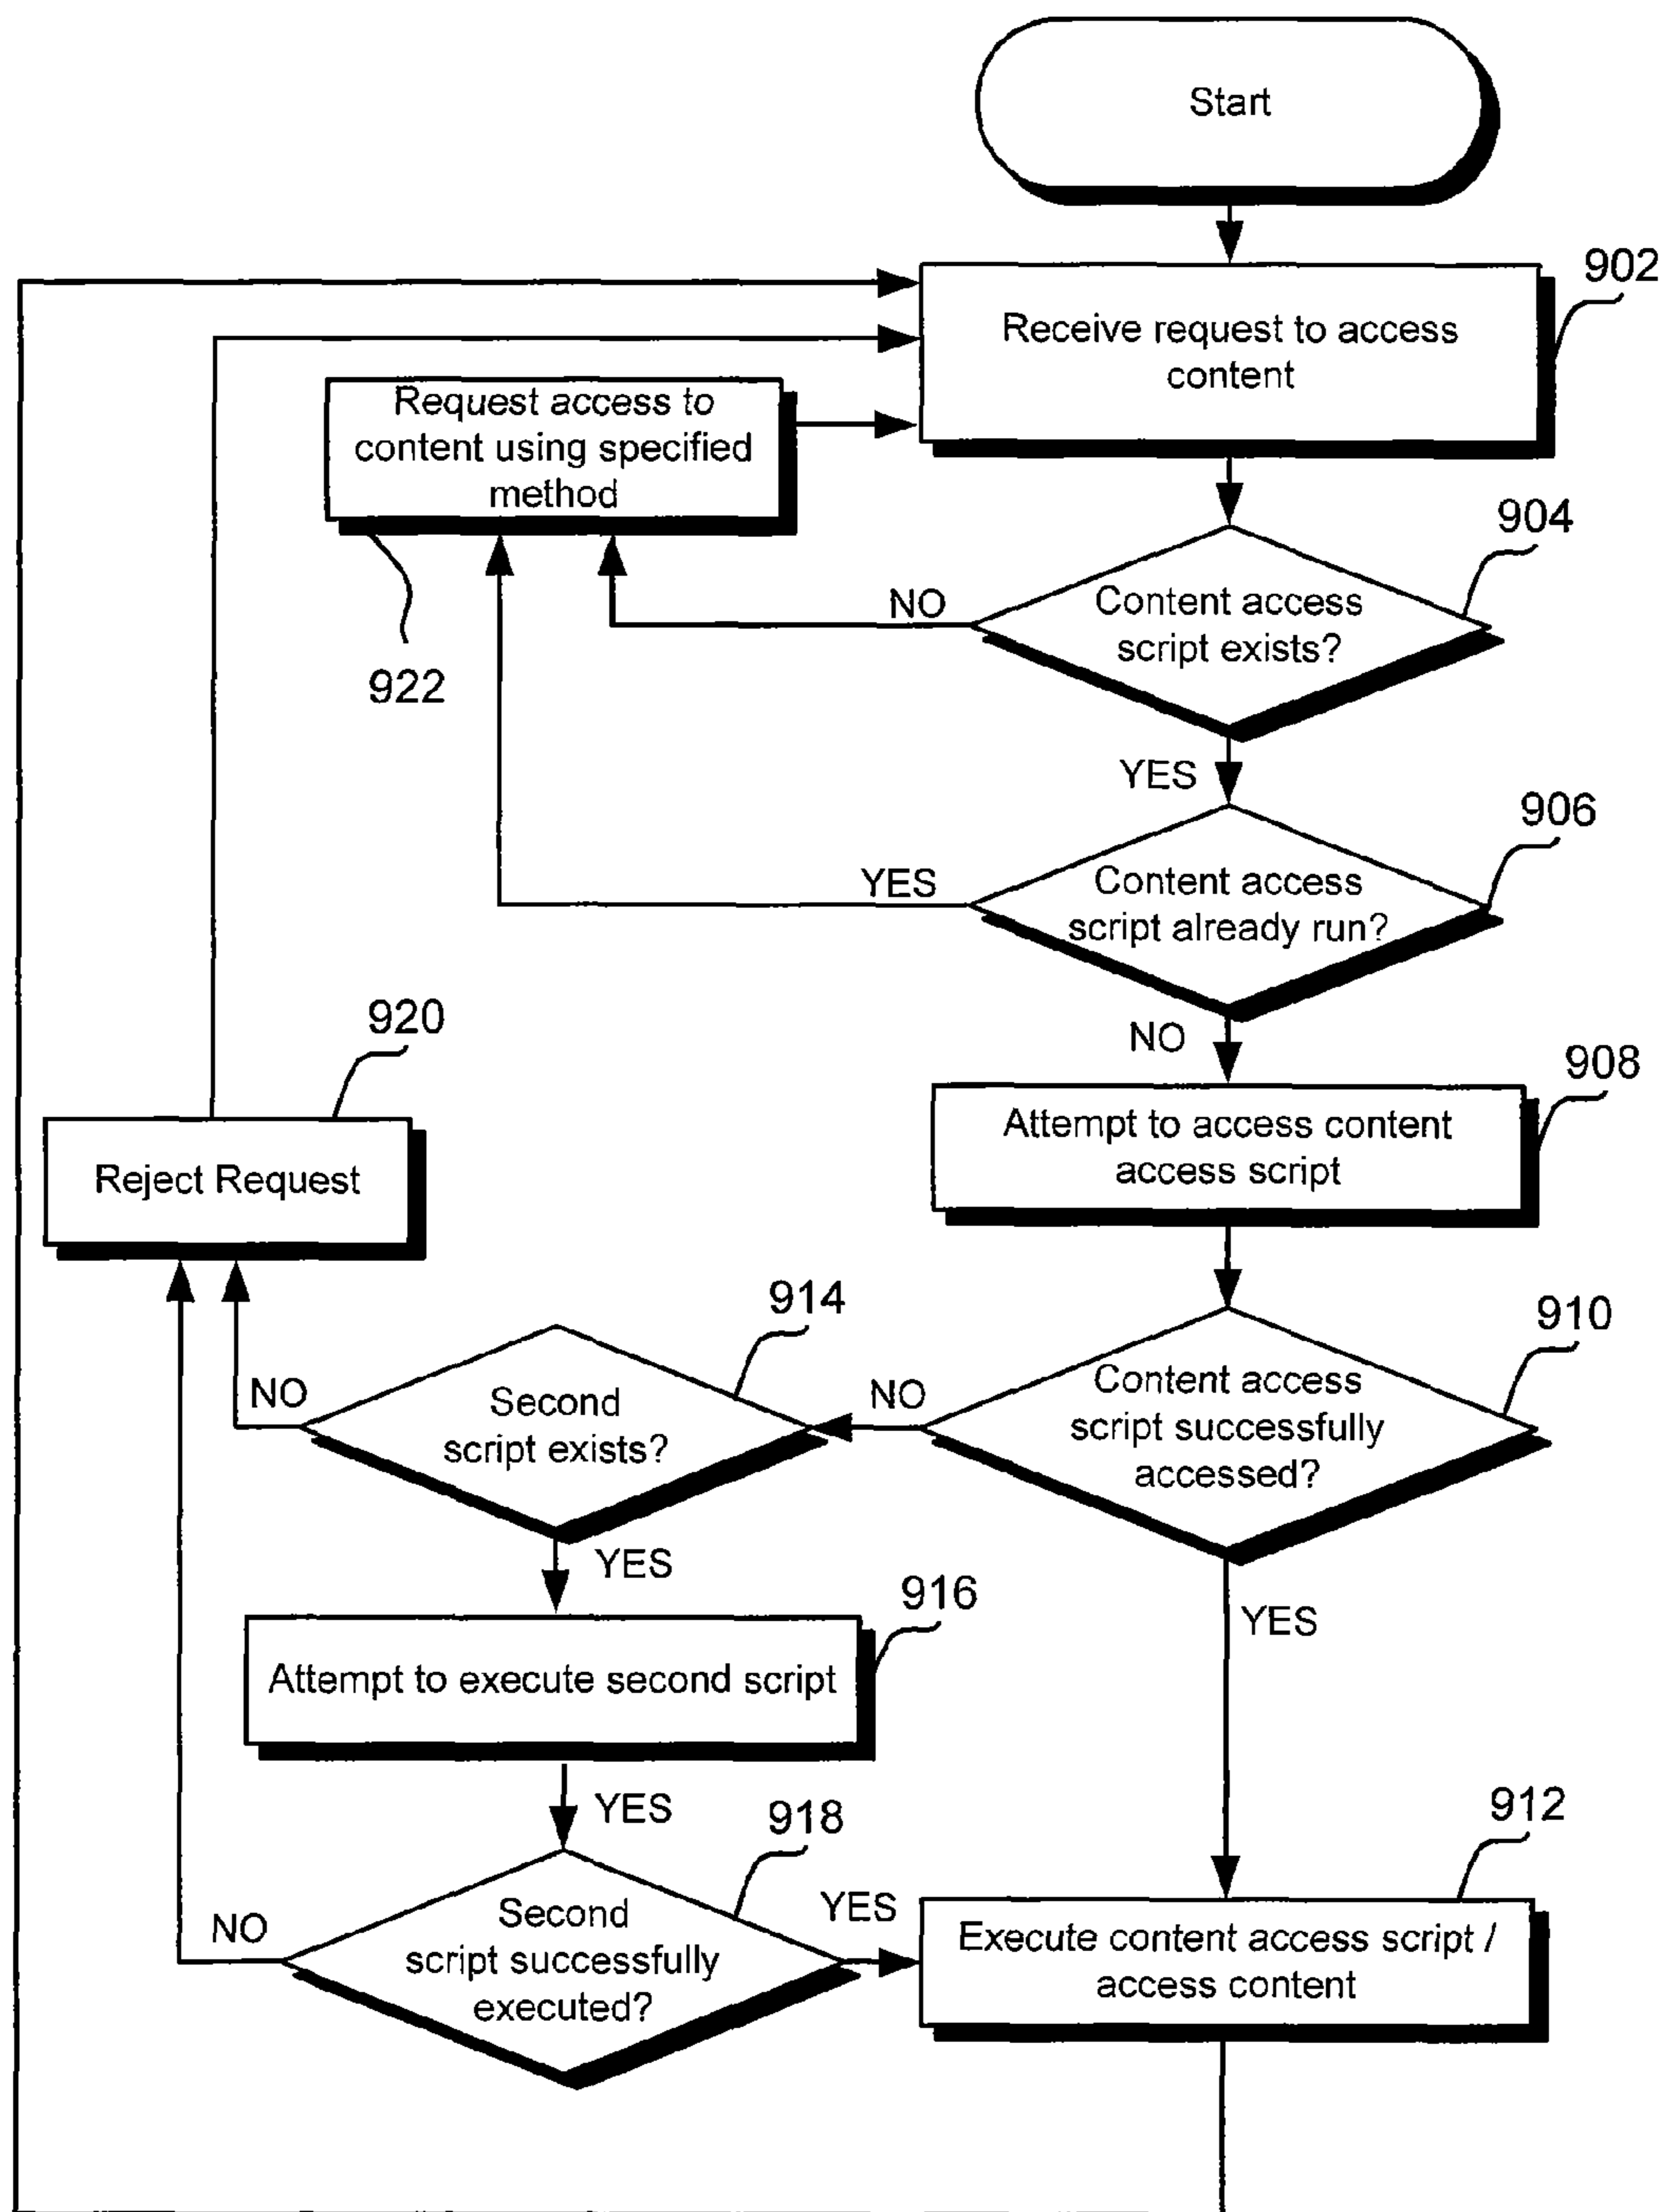 Start
902
Receive request to access
content
Request access to
content using specified
method
904
Content access
script exists?
NO
922
YES
906
Content access
script already run?
YES
920
NO
908
Attempt to access content
access script
Reject Request
914
910
Content access
script successfully
accessed?
NO
Second
script exists?
NO
YES
916
YES
Attempt to execute second script
YES
918
912
Second
script successfully
executed?
YES
NO
Execute content access script /
access content